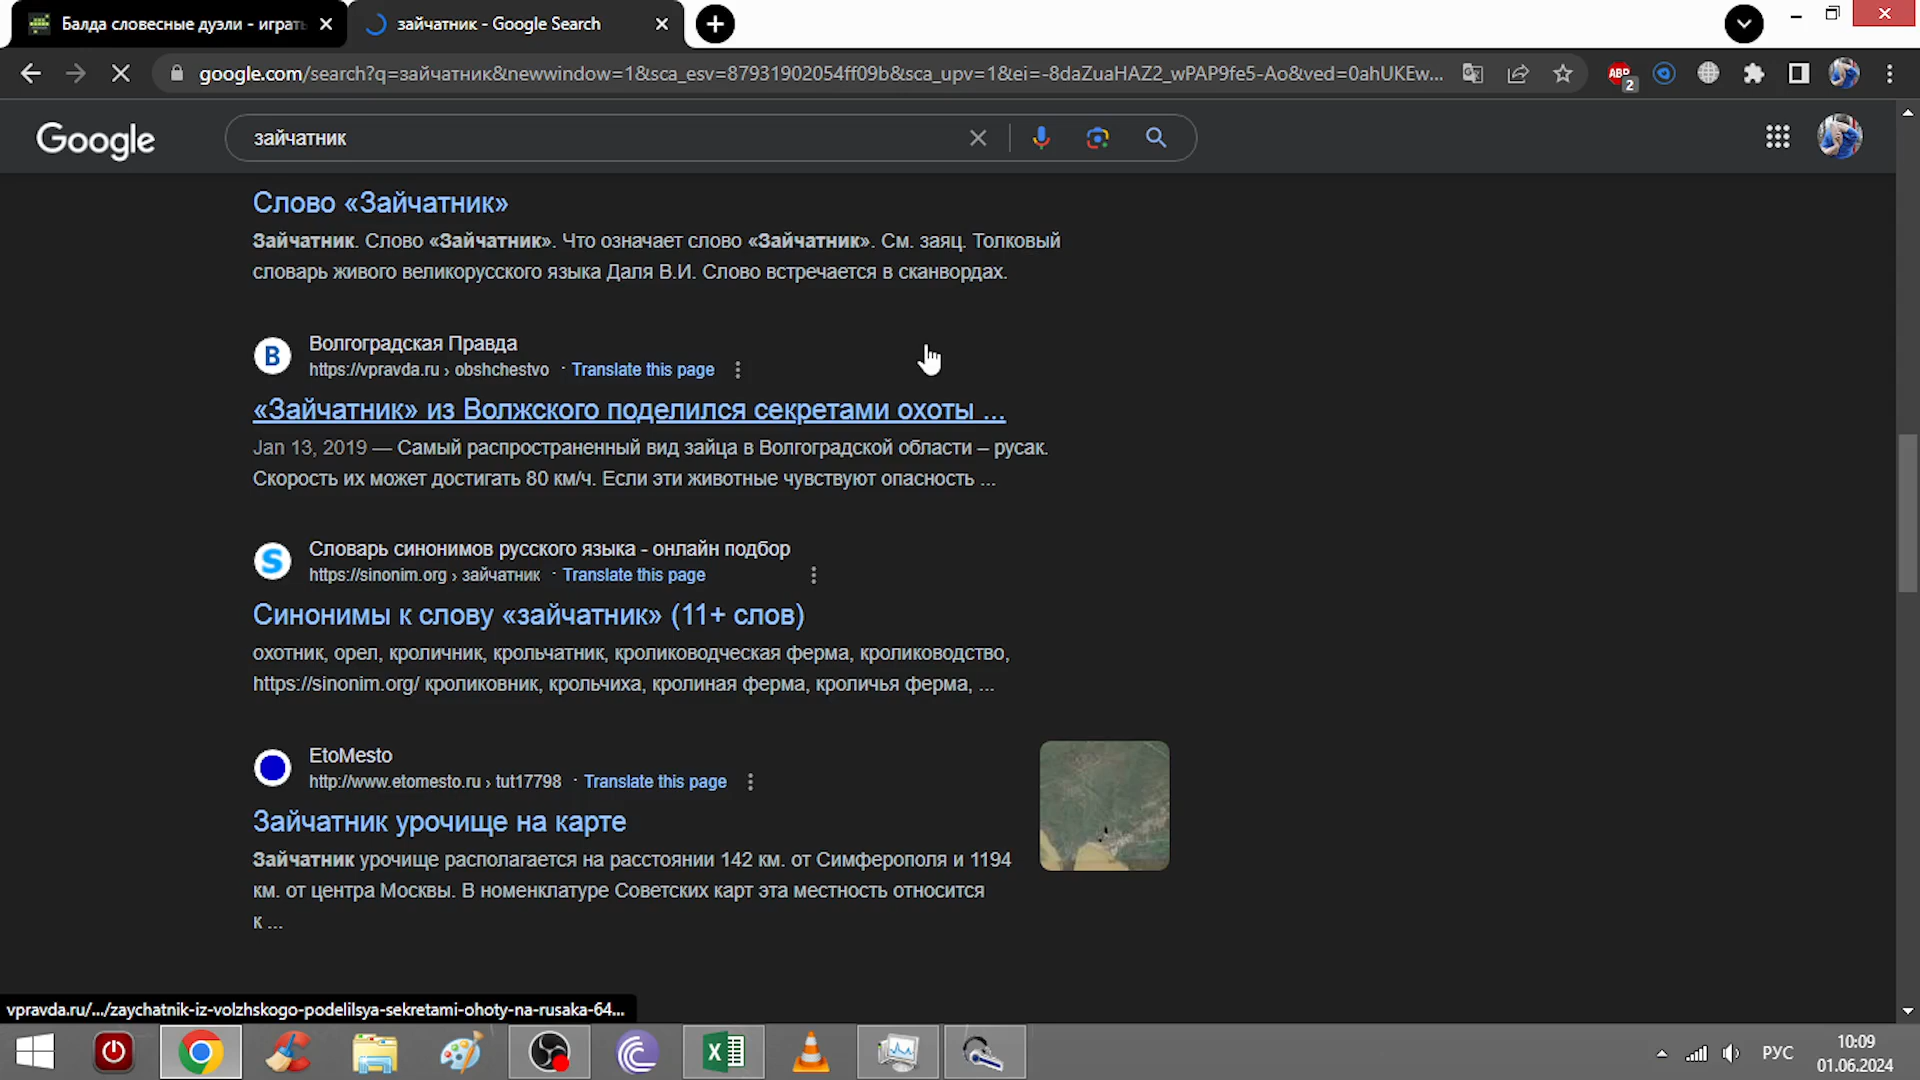 Балда словесные дуэли - играть
зайчатник - Google Search
google.com/search?q=зайчатник&newwindow=1&sca_esv=87931902054ff09b&sca_upv=1&ei=-8daZuaHAZ2_wPAP9fe5-Ao&ved=0ahUKEw...
ABP
2
Google
зайчатник
Слово «Зайчатник»
Зайчатник. Слово «Зайчатник». Что означает слово «Зайчатник». См. заяц. Толковый
словарь живого великорусского языка Даля В.И. Слово встречается в сканвордах.
В
Волгоградская Правда
https://vpravda.ru › obshchestvo · Translate this page
«Зайчатник» из Волжского поделился секретами охоты ...
Jan 13, 2019 — Самый распространенный вид зайца в Волгоградской области – русак.
Скорость их может достигать 80 км/ч. Если эти животные чувствуют опасность ...
S
Словарь синонимов русского языка - онлайн подбор
https://sinonim.org › зайчатник · Translate this page
Синонимы к слову «зайчатник» (11+ слов)
охотник, орел, кроличник, крольчатник, кролиководческая ферма, кролиководство,
https://sinonim.org/ кроликовник, крольчиха, кролиная ферма, кроличья ферма, ...
EtoMesto
http://www.etomesto.ru › tut17798 · Translate this page
Зайчатник урочище на карте
Зайчатник урочище располагается на расстоянии 142 км. от Симферополя и 1194
км. от центра Москвы. В номенклатуре Советских карт эта местность относится
к ...
vpravda.ru/.../zaychatnik-iz-volzhskogo-podelilsya-sekretami-ohoty-na-rusaka-64...
РУС
10:09
01.06.2024